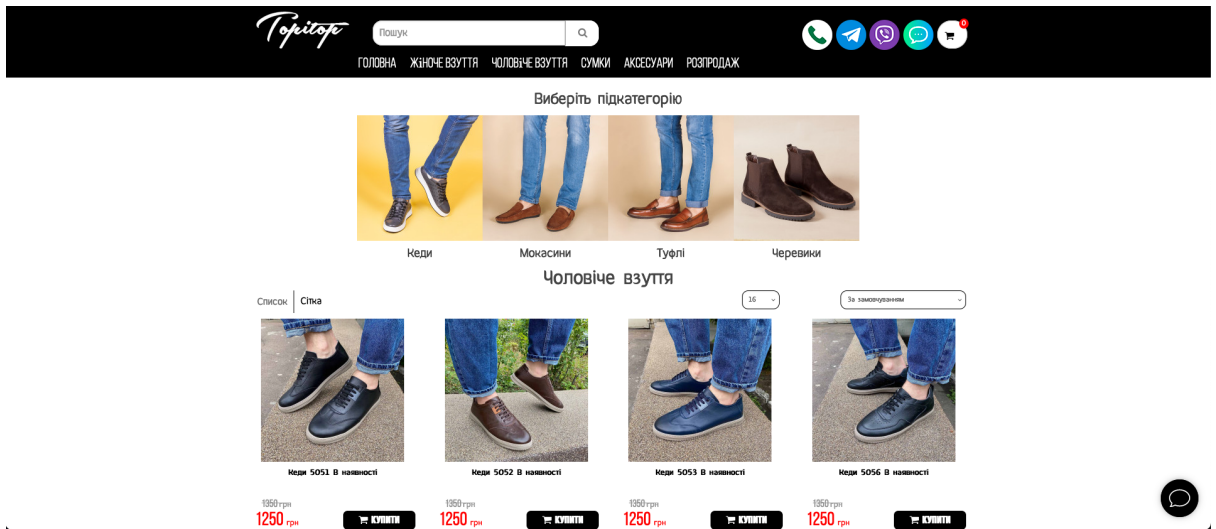 Topitop
Пошук
0
ГОЛОВНА ЖІНОЧЕ ВЗУТТЯ ЧОЛОВІЧЕ ВЗУТТЯ СУМКИ АКСЕСУАРИ РОЗПРОДАЖ
Виберіть підкатегорію
Кеди Мокасини Туфлі Черевики
Чоловіче взуття
Список Сітка 16 За замовчуванням
Кеди 5051 В наявності Кеди 5052 В наявності Кеди 5053 В наявності Кеди 5056 В наявності
1350 грн 1350 грн 1350 грн 1350 грн
1250 грн КУПИТИ 1250 грн КУПИТИ 1250 грн КУПИТИ 1250 грн КУПИТИ